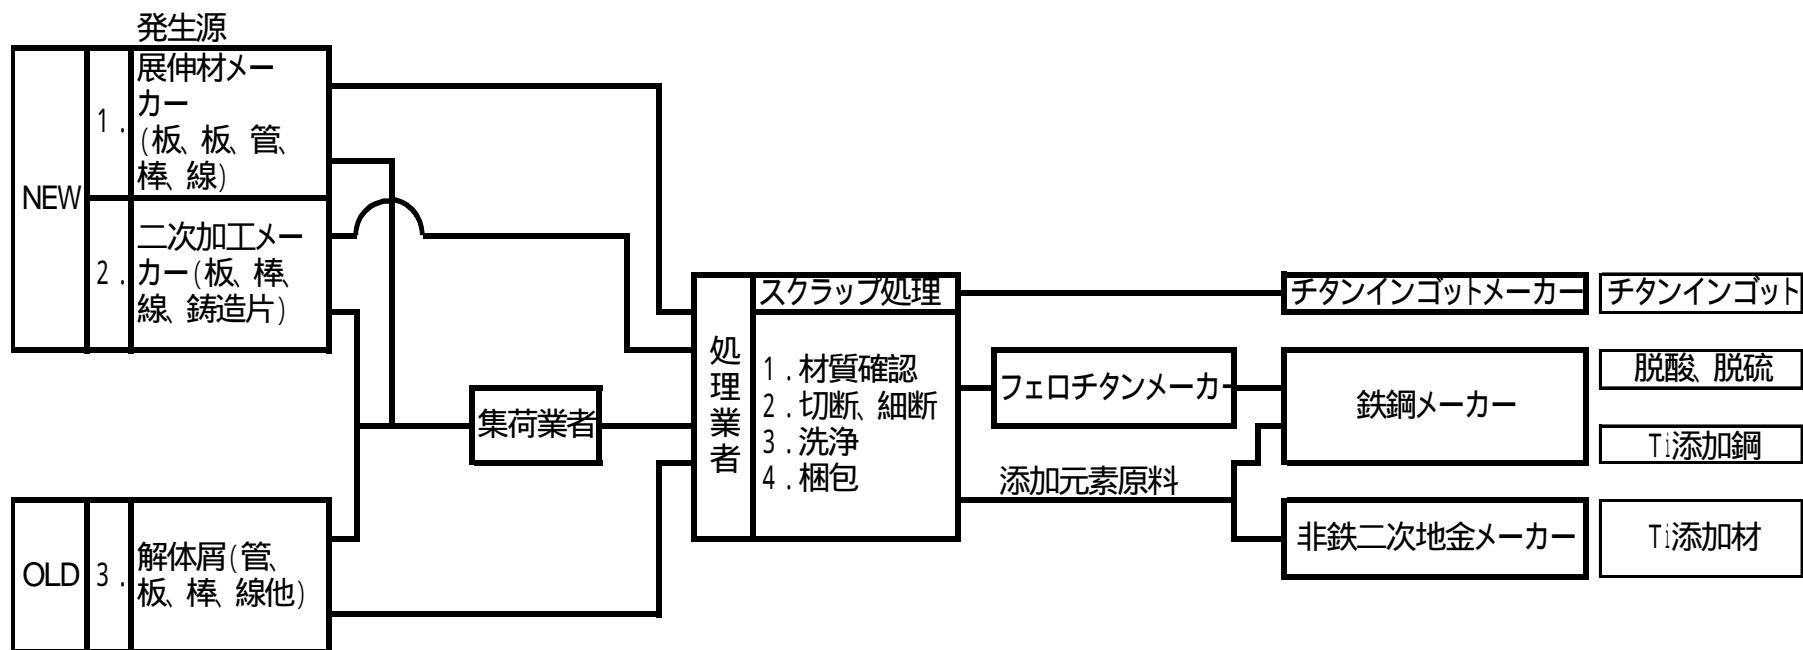 発生源
NEW
1.
展伸材メー
カー
(板、板、管、
棒、線)
2.
二次加工メー
カー(板、棒、
線、鋳造片)
OLD
3.
解体屑(管、
板、棒、線他)
集荷業者
処理業者
スクラップ処理
1.材質確認
2.切断、細断
3.洗浄
4.梱包
フェロチタンメーカー
添加元素原料
チタンインゴットメーカー
鉄鋼メーカー
非鉄二次地金メーカー
チタンインゴット
脱酸、脱硫
Ti添加鋼
Ti添加材